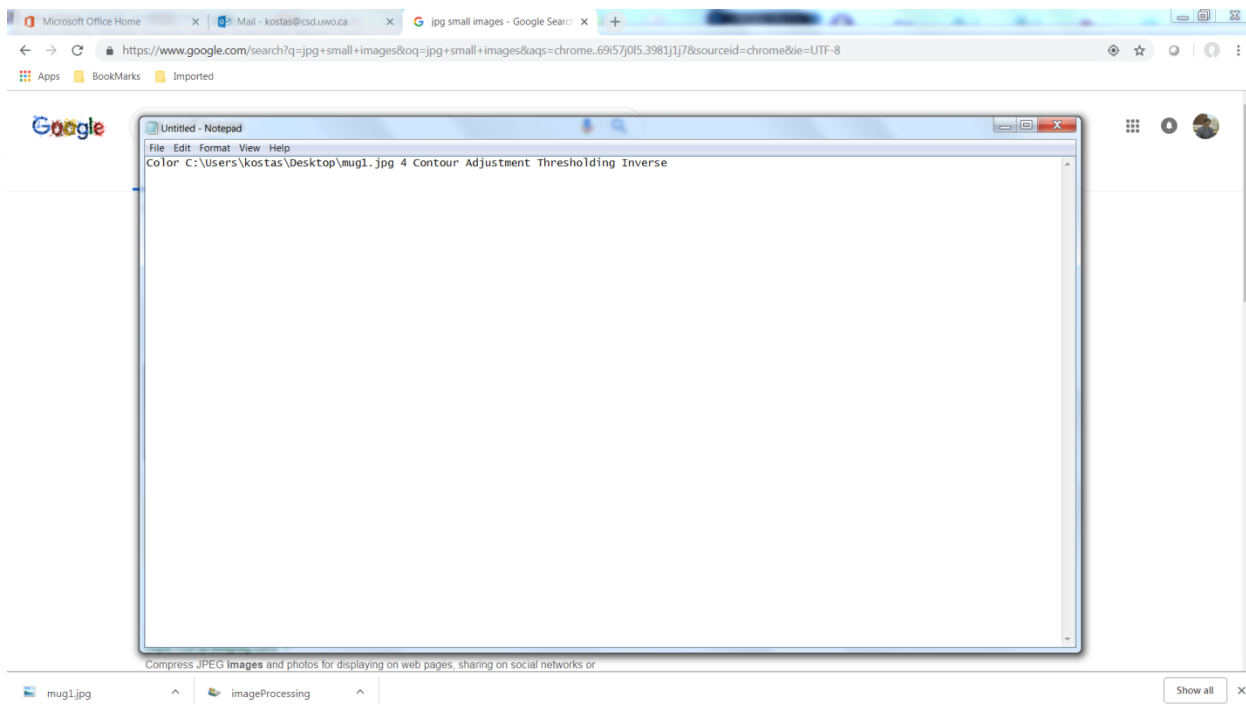 Microsoft Office Home
Mail - kostas@csd.uwo.ca
G jpg small images - Google Searc
https://www.google.com/search?q=jpg+small+images&oq=jpg+small+images&aqs=chrome..69i57j0l5.3981j1j7&sourceid=chrome&ie=UTF-8
Apps BookMarks Imported
Google
Untitled - Notepad
File Edit Format View Help
Color C:\Users\kostas\Desktop\mug1.jpg 4 Contour Adjustment Thresholding Inverse
Compress JPEG images and photos for displaying on web pages, sharing on social networks or
mug1.jpg imageProcessing Show all